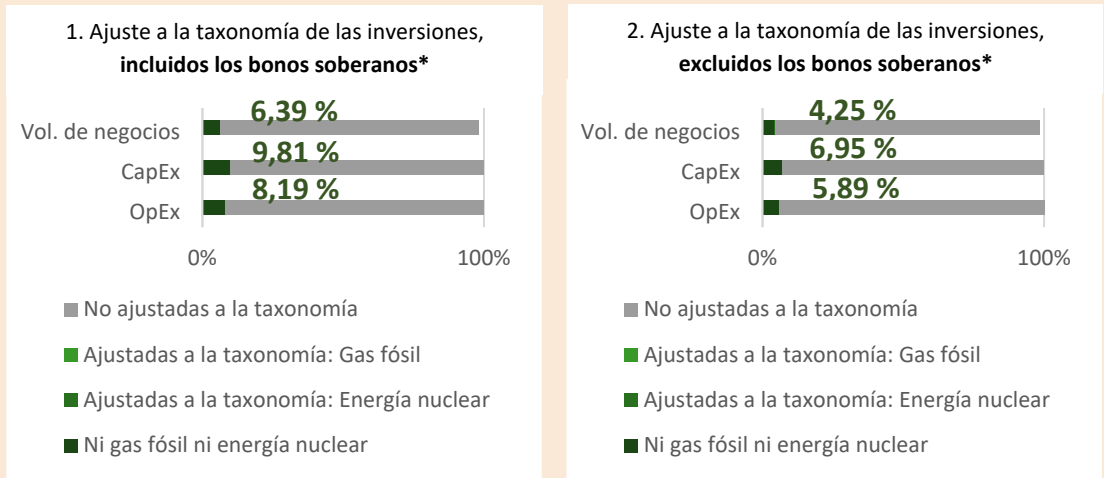 1. Ajuste a la taxonomía de las inversiones,
incluidos los bonos soberanos*
6,39 %
Vol. de negocios
9,81 %
CapEx
8,19 %
OpEx
0%
100%
No ajustadas a la taxonomía
Ajustadas a la taxonomía: Gas fósil
Ajustadas a la taxonomía: Energía nuclear
Ni gas fósil ni energía nuclear
2. Ajuste a la taxonomía de las inversiones,
excluidos los bonos soberanos*
4,25 %
Vol. de negocios
6,95 %
CapEx
5,89 %
OpEx
0%
100%
No ajustadas a la taxonomía
Ajustadas a la taxonomía: Gas fósil
Ajustadas a la taxonomía: Energía nuclear
Ni gas fósil ni energía nuclear